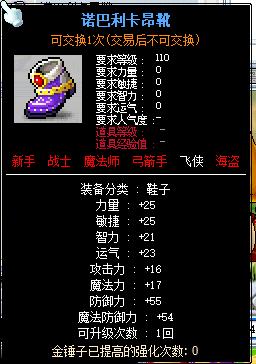 诺巴利卡昂靴
可交换1次(交易后不可交换)
要求等级： 110
要求力量： 0
要求敏捷： 0
要求智力： 0
要求运气： 0
要求人气度： -
道具等级： -
道具经验值： -
新手 战士 魔法师 弓箭手 飞侠 海盗
装备分类 : 鞋子
力量 : +25
敏捷 : +25
智力 : +21
运气 : +23
攻击力 : +16
魔力 : +17
防御力 : +55
魔法防御力 : +54
可升级次数 : 1回
金锤子已提高的强化次数: 0